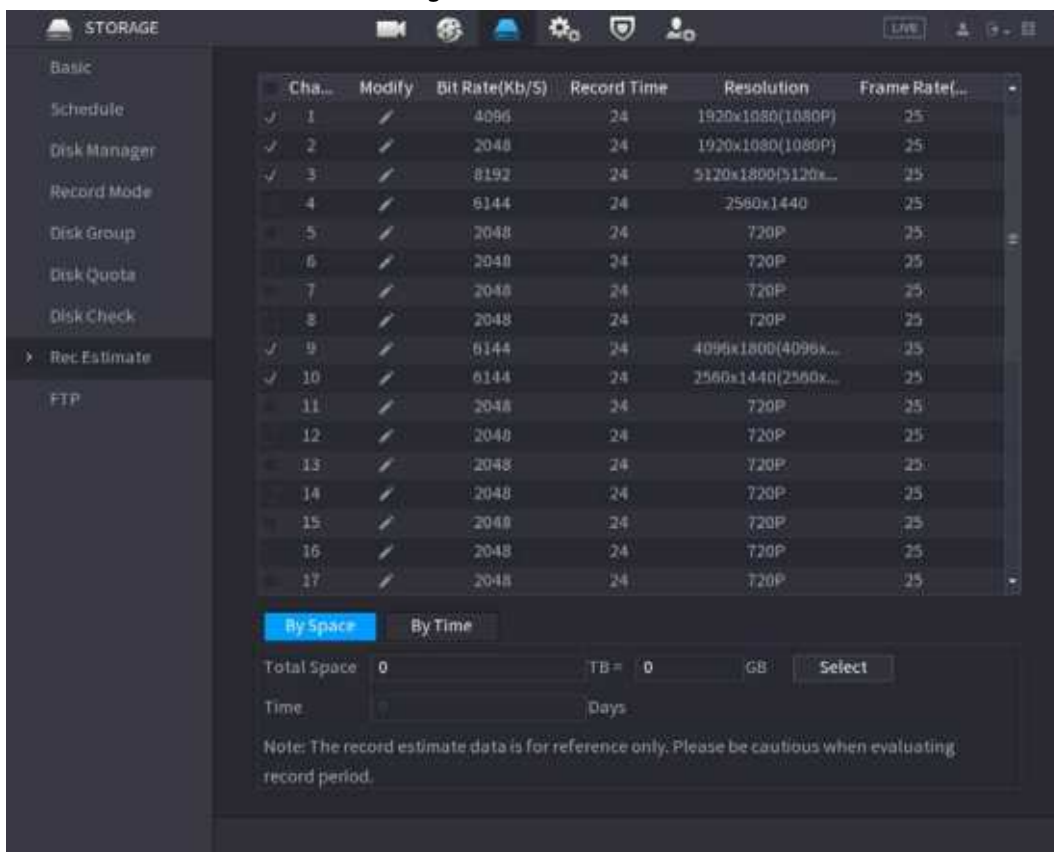 STORAGE LIVE
Basic
Schedule
Disk Manager
Record Mode
Disk Group
Disk Quota
Disk Check
Rec Estimate
FTP
Cha... Modify Bit Rate(Kb/S) Record Time Resolution Frame Rate(...
1 4096 24 1920x1080(1080P) 25
2 2048 24 1920x1080(1080P) 25
3 8192 24 5120x1800(5120x... 25
4 6144 24 2560x1440 25
5 2048 24 720P 25
6 2048 24 720P 25
7 2048 24 720P 25
8 2048 24 720P 25
9 6144 24 4096x1800(4096x... 25
10 6144 24 2560x1440(2560x... 25
11 2048 24 720P 25
12 2048 24 720P 25
13 2048 24 720P 25
14 2048 24 720P 25
15 2048 24 720P 25
16 2048 24 720P 25
17 2048 24 720P 25
By Space By Time
Total Space 0 TB = 0 GB Select
Time 0 Days
Note: The record estimate data is for reference only. Please be cautious when evaluating
record period.